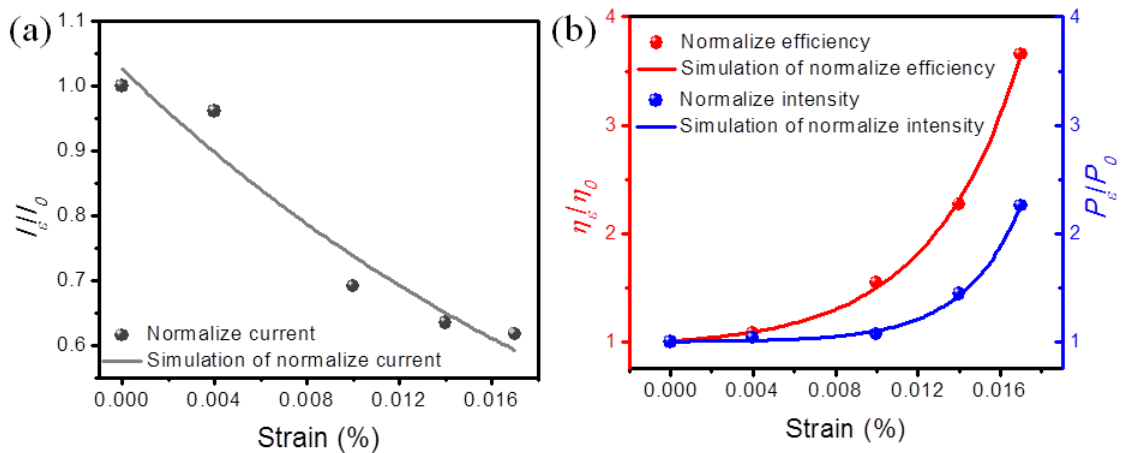 (a)
1.1
1.0
0.9
0.8
0.7
0.6
Iε/I0
Normalize current
Simulation of normalize current
0.000
0.004
0.008
0.012
0.016
Strain (%)
(b)
4
3
2
1
ηε/η0
Normalize efficiency
Simulation of normalize efficiency
Normalize intensity
Simulation of normalize intensity
4
3
2
1
Pε/P0
0.000
0.004
0.008
0.012
0.016
Strain (%)